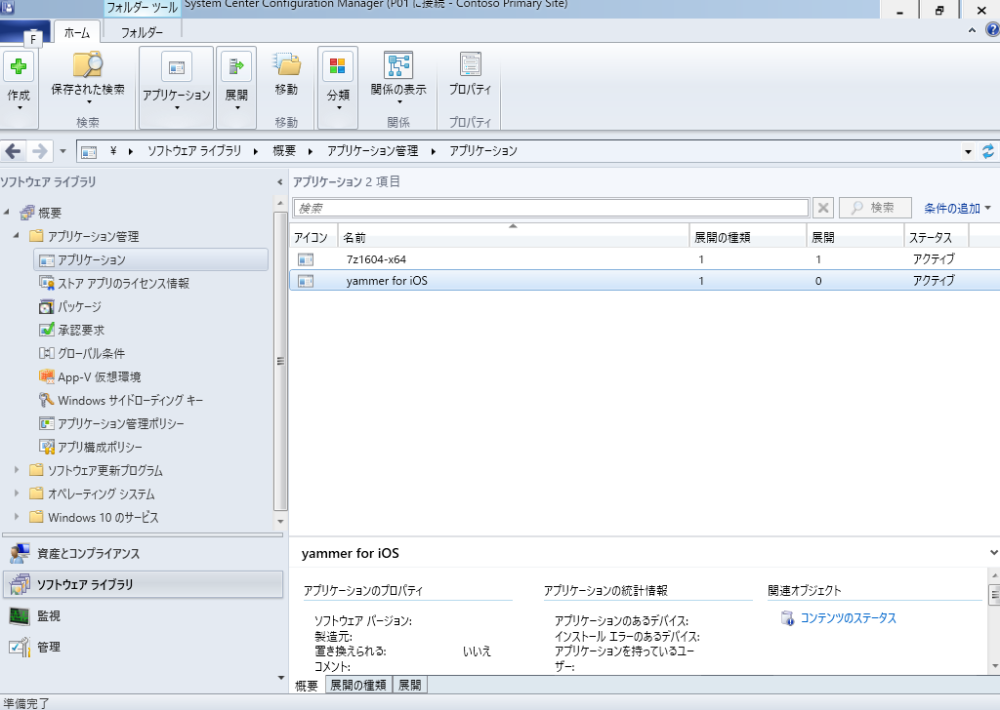 フォルダー ツール
System Center Configuration Manager (P01 に接続 - Contoso Primary Site)
F
ホーム
フォルダー
作成
保存された検索
検索
アプリケーション
展開
移動
移動
分類
関係の表示
関係
プロパティ
プロパティ
¥ ソフトウェア ライブラリ 概要 アプリケーション管理 アプリケーション
ソフトウェア ライブラリ
概要
アプリケーション管理
アプリケーション
ストア アプリのライセンス情報
パッケージ
承認要求
グローバル条件
App-V 仮想環境
Windows サイドローディング キー
アプリケーション管理ポリシー
アプリ構成ポリシー
ソフトウェア更新プログラム
オペレーティング システム
Windows 10 のサービス
資産とコンプライアンス
ソフトウェア ライブラリ
監視
管理
アプリケーション 2 項目
検索
検索
条件の追加
アイコン 名前 展開の種類 展開 ステータス
7z1604-x64 1 1 アクティブ
yammer for iOS 1 0 アクティブ
yammer for iOS
アプリケーションのプロパティ
ソフトウェア バージョン:
製造元:
置き換えられる: いいえ
コメント:
アプリケーションの統計情報
アプリケーションのあるデバイス:
インストール エラーのあるデバイス:
アプリケーションを持っているユー
ザー:
関連オブジェクト
コンテンツのステータス
概要 展開の種類 展開
準備完了